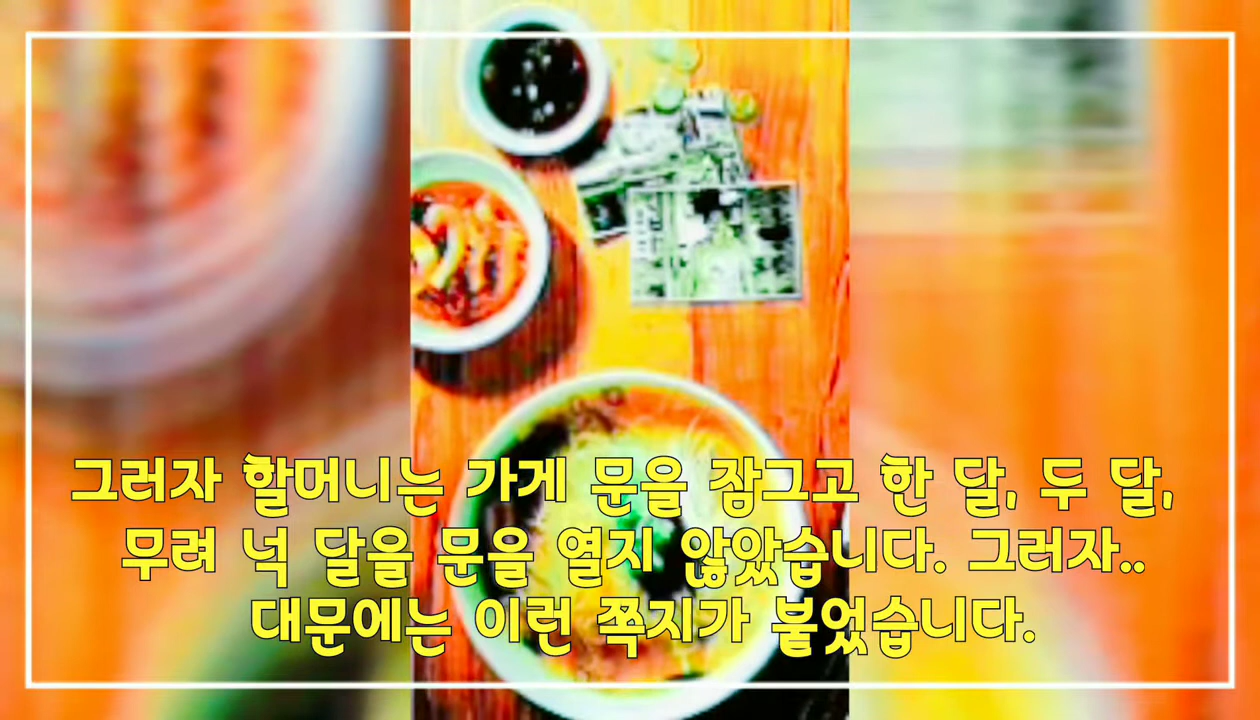 그러자 할머니는 가게 문을 잠그고 한 달, 두 달,
무려 넉 달을 문을 열지 않았습니다. 그러자..
대문에는 이런 쪽지가 붙었습니다.